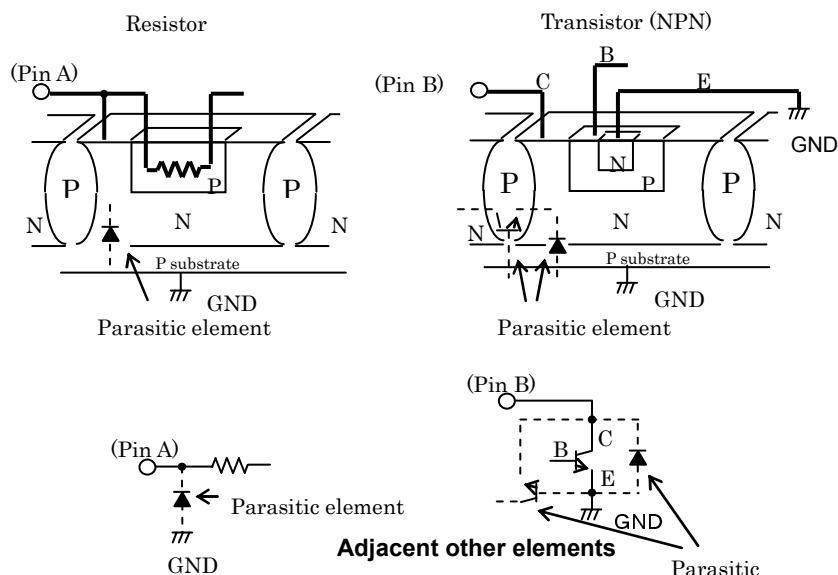 Resistor
Transistor (NPN)
(Pin A)
(Pin B)
C
B
E
GND
P
P
P
N
N
N
P substrate
GND
Parasitic element
P
N
P
P
N
N
N
P substrate
GND
Parasitic element
(Pin A)
Parasitic element
GND
(Pin B)
C
B
E
GND
Adjacent other elements
Parasitic